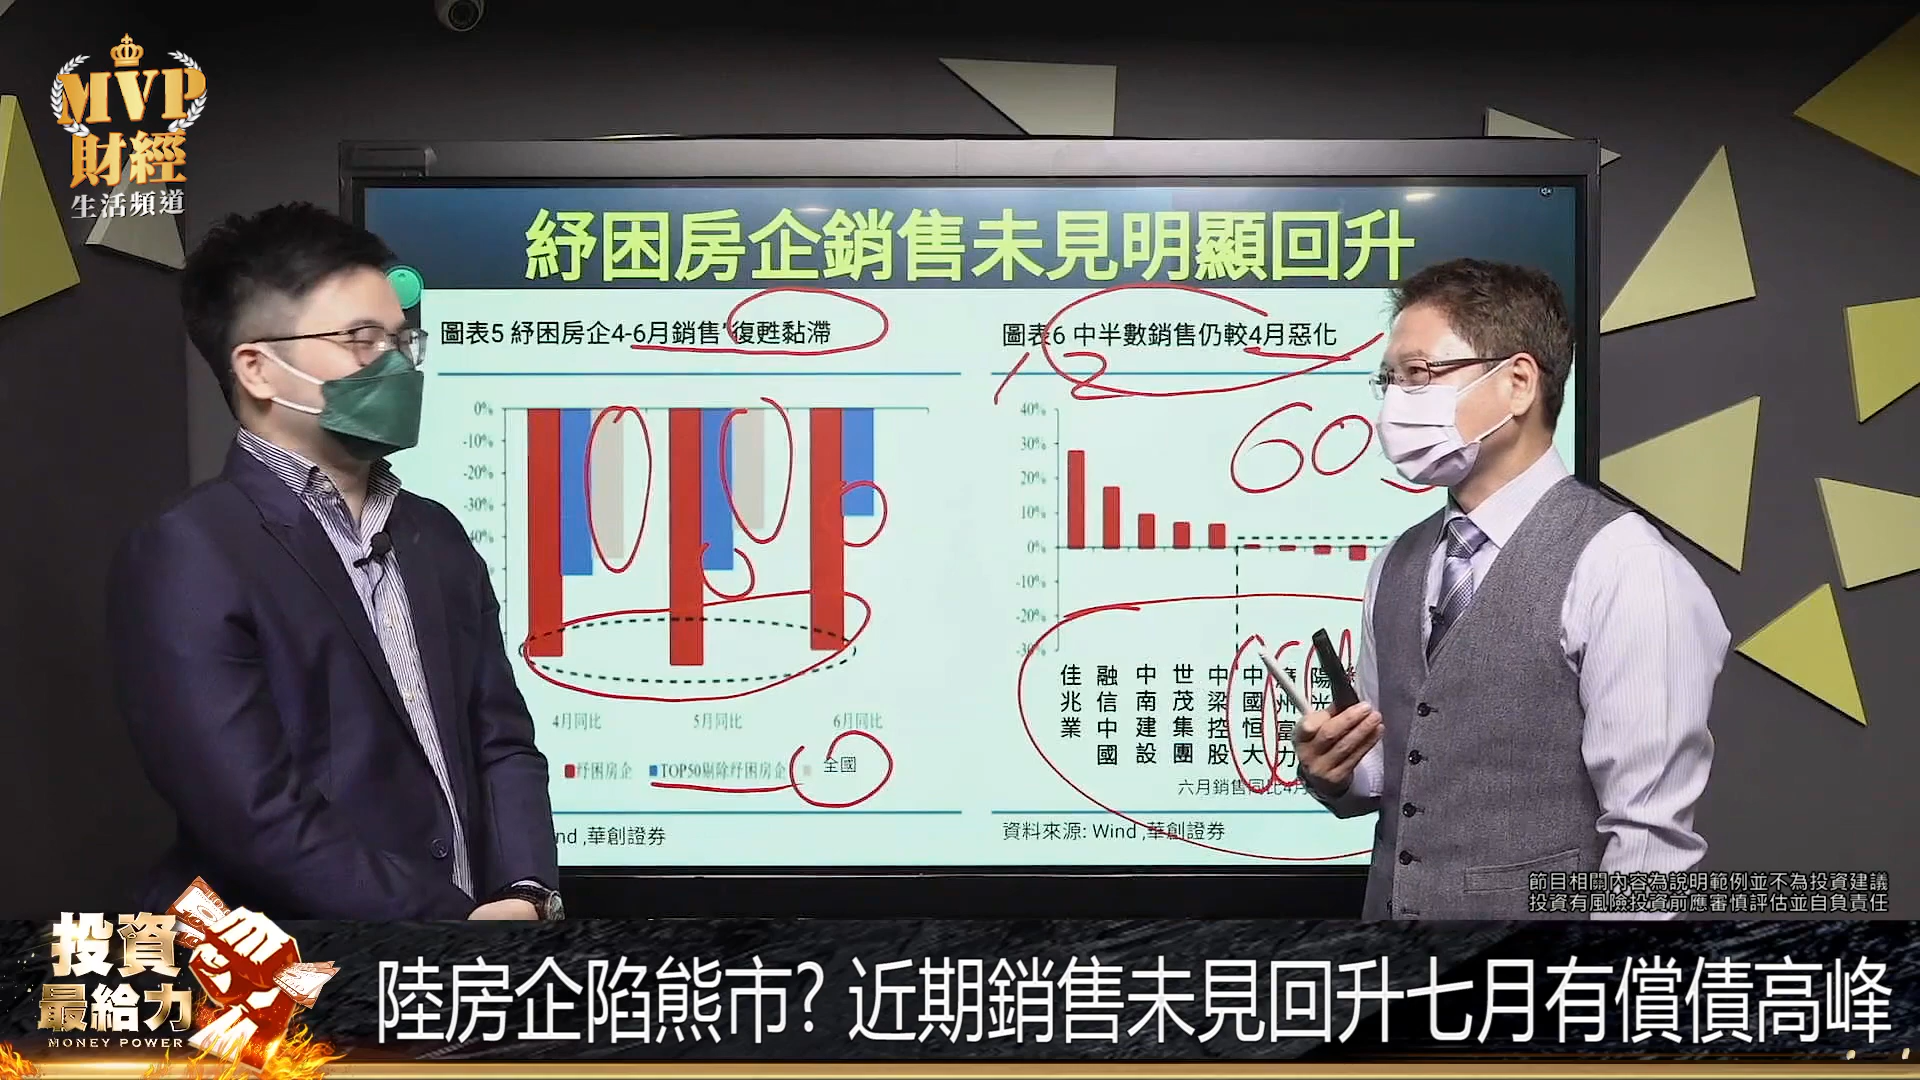 MVP
財經
生活頻道
紓困房企銷售未見明顯回升
圖表5 紓困房企4-6月銷售"復甦黏滯
0%
-10%
-20%
-30%
40%
4月同比
5月同比
6月同比
紓困房企
TOP50剔除紓困房企
全國
nd ,華創證券
圖表6 中半數銷售仍較4月惡化
12
60
40%
30%
20%
10%
0%
-10%
-20%
-30%
佳兆業
融信中國
中南建設
世茂集團
中梁控股
中國恒大
廣州富力
陽光
六月銷售同比4月
資料來源: Wind ,華創證券
節目相關內容為說明範例並不為投資建議
投資有風險投資前應審慎評估並自負責任
投資
最給力
MONEY POWER
陸房企陷熊市? 近期銷售未見回升七月有償債高峰